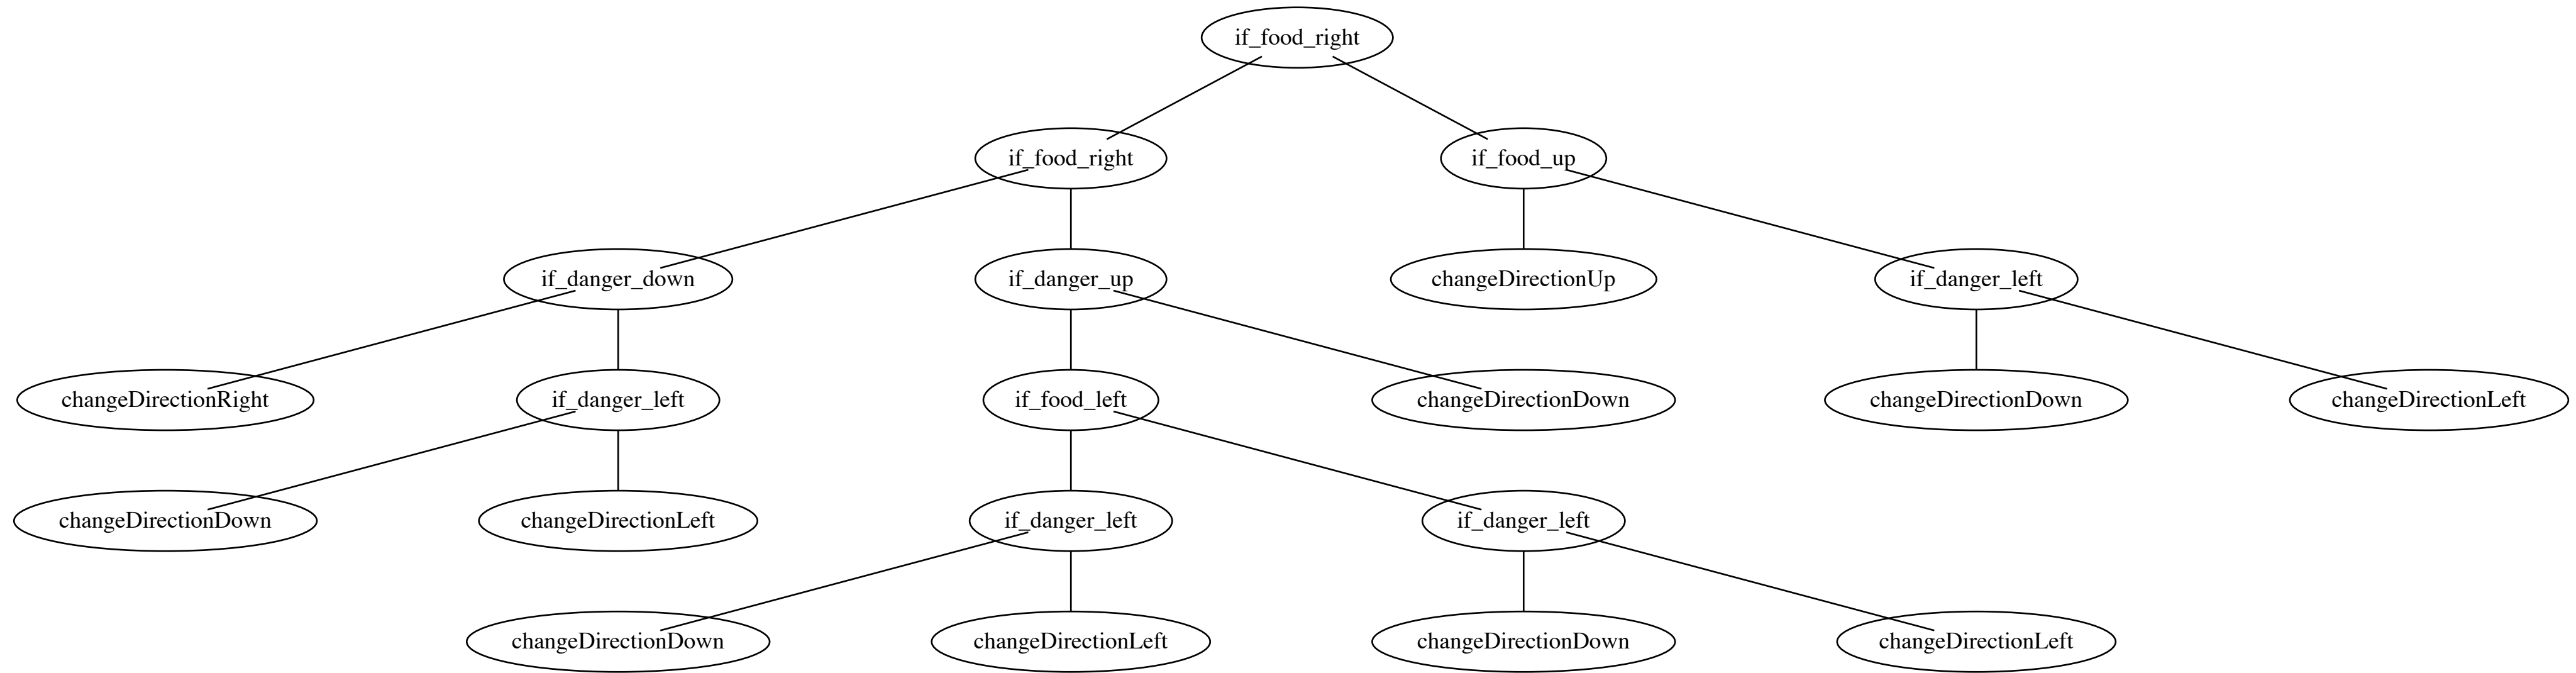 if_food_right
if_food_right
if_food_up
if_danger_down
if_danger_up
changeDirectionUp
if_danger_left
changeDirectionRight
if_danger_left
if_food_left
changeDirectionDown
changeDirectionDown
changeDirectionLeft
changeDirectionDown
changeDirectionLeft
if_danger_left
if_danger_left
changeDirectionDown
changeDirectionLeft
changeDirectionDown
changeDirectionLeft